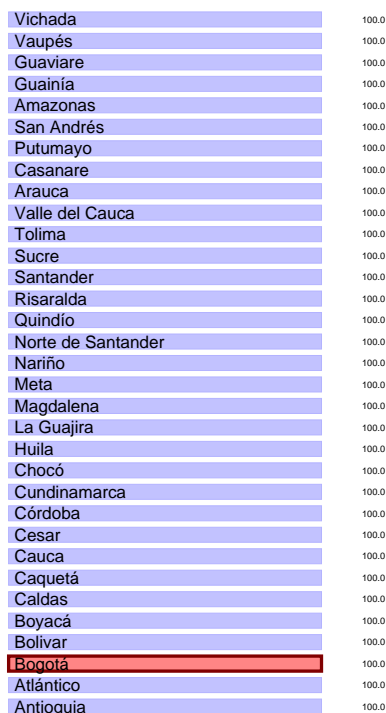 Vichada 100.0
Vaupés 100.0
Guaviare 100.0
Guainía 100.0
Amazonas 100.0
San Andrés 100.0
Putumayo 100.0
Casanare 100.0
Arauca 100.0
Valle del Cauca 100.0
Tolima 100.0
Sucre 100.0
Santander 100.0
Risaralda 100.0
Quindío 100.0
Norte de Santander 100.0
Nariño 100.0
Meta 100.0
Magdalena 100.0
La Guajira 100.0
Huila 100.0
Chocó 100.0
Cundinamarca 100.0
Córdoba 100.0
Cesar 100.0
Cauca 100.0
Caquetá 100.0
Caldas 100.0
Boyacá 100.0
Bolivar 100.0
Bogotá 100.0
Atlántico 100.0
Antioquia 100.0